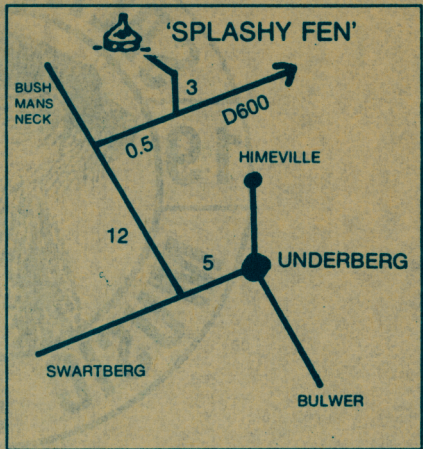 'SPLASHY FEN'
BUSH
MANS
NECK
3
D600
0.5
HIMEVILLE
12
5
UNDERBERG
SWARTBERG
BULWER